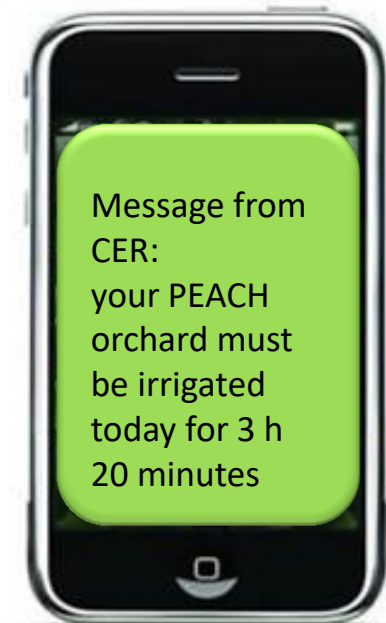 Message from
CER:
your PEACH
orchard must
be irrigated
today for 3 h
20 minutes